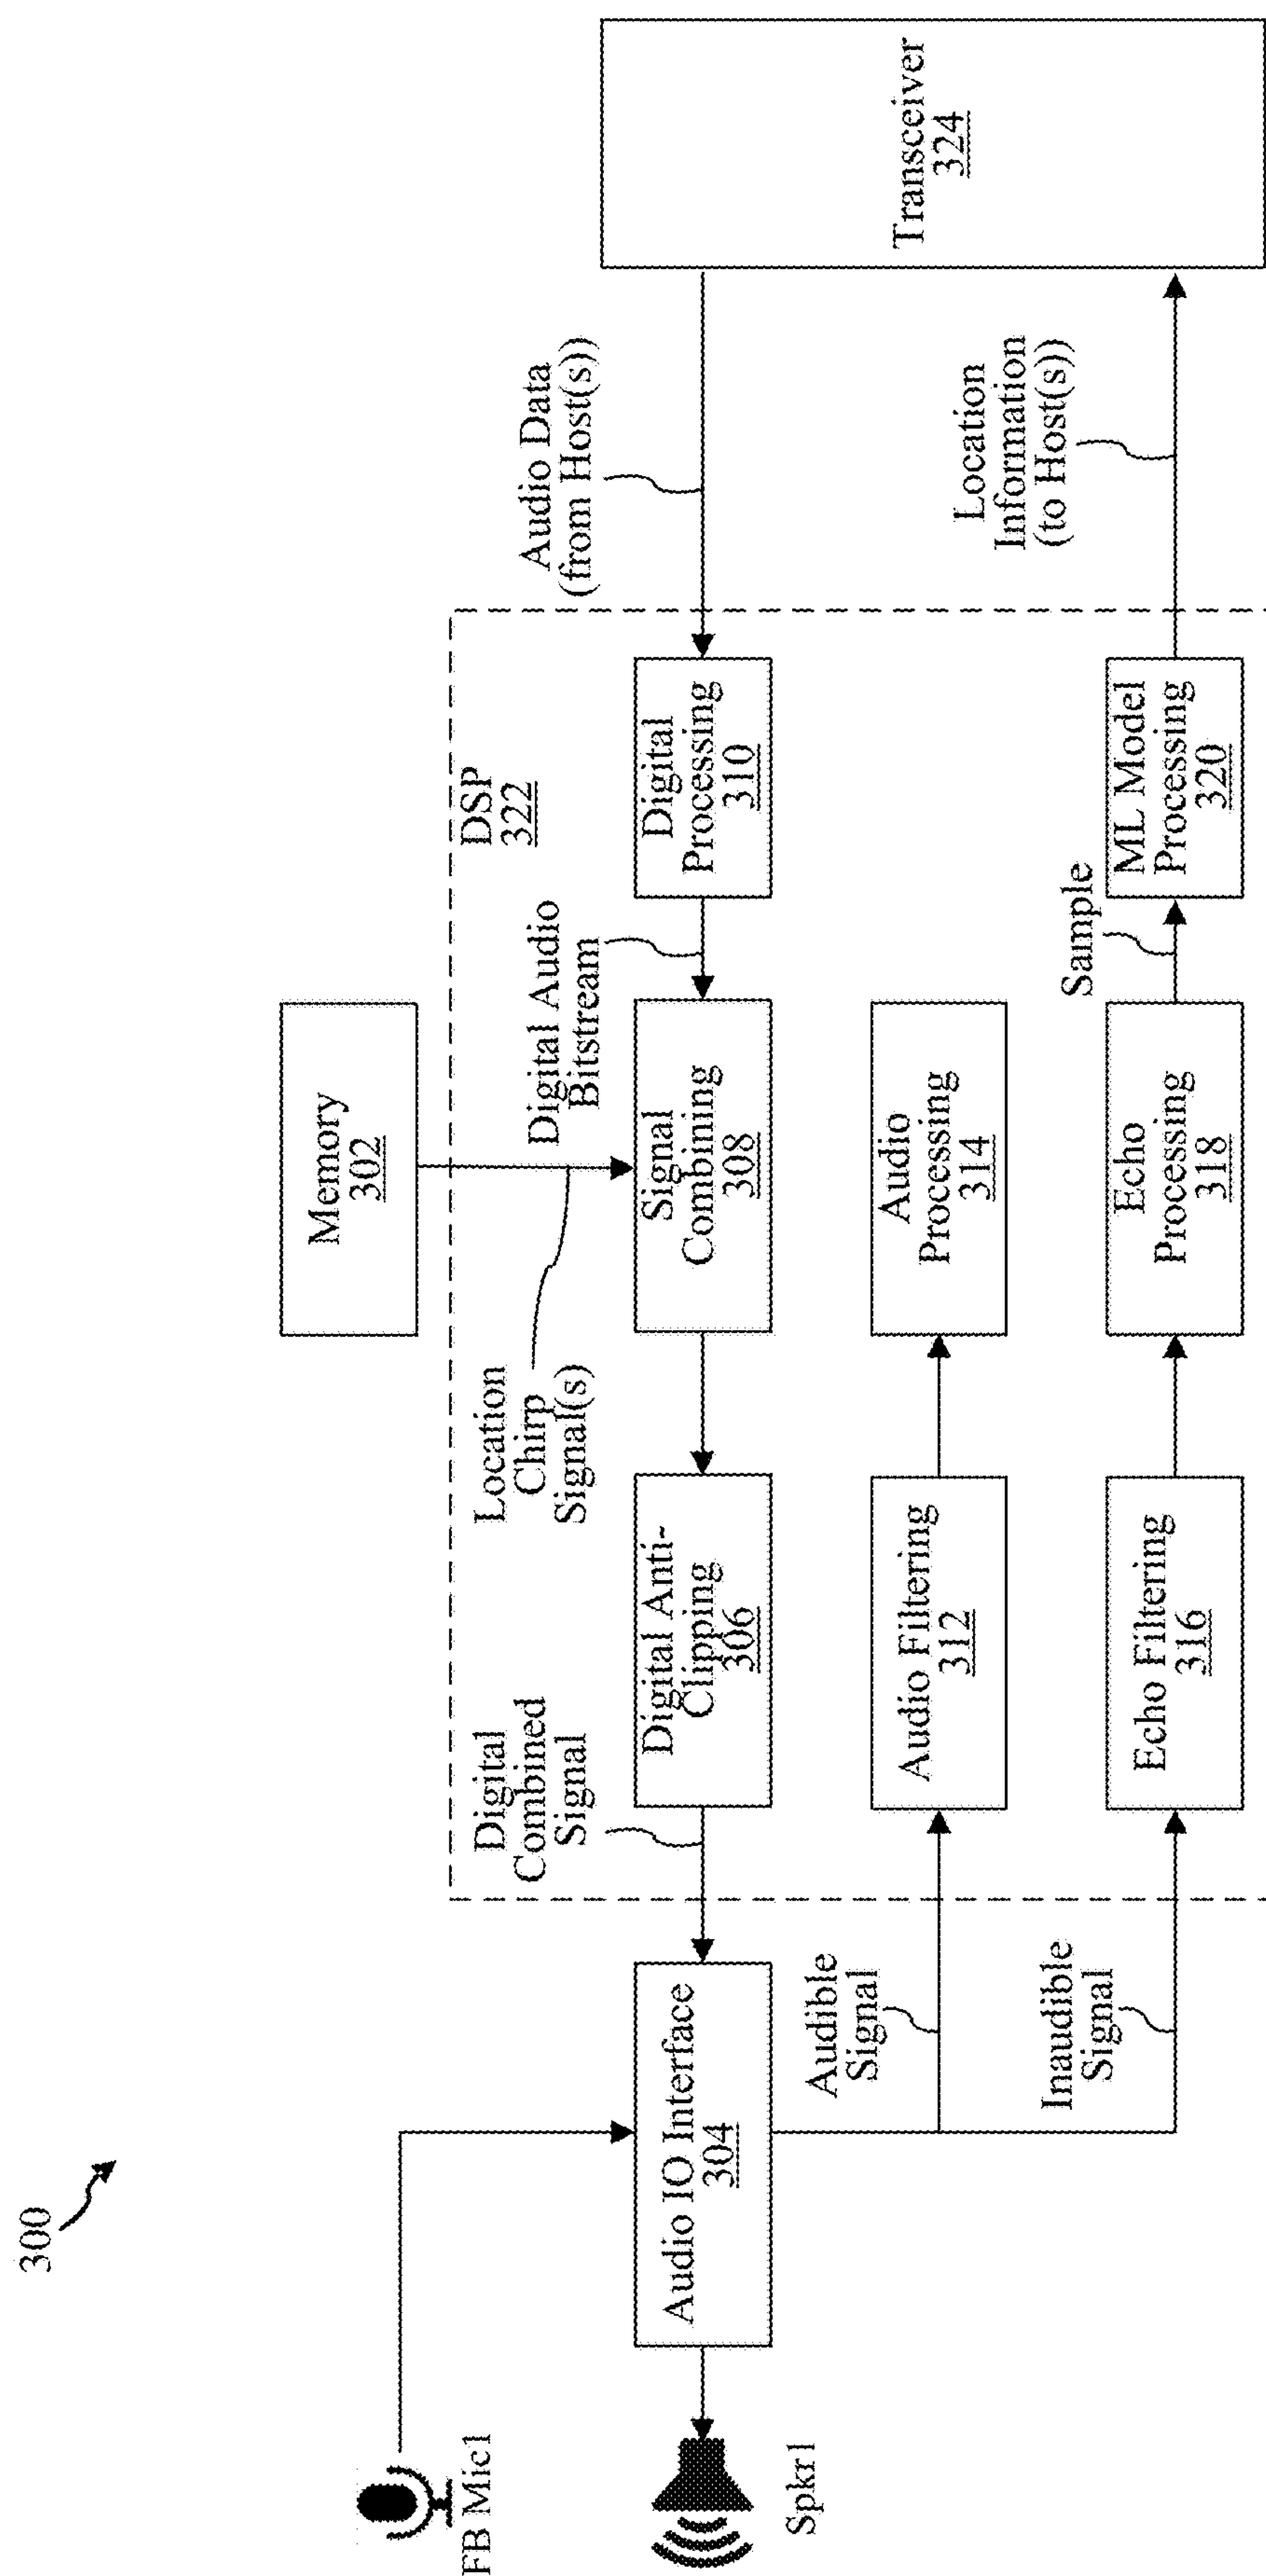 300
FB Mic1
Spkr1
Audio IO Interface
304
Memory
302
DSP
322
Digital
Combined
Signal
Location
Chirp
Signal(s)
Digital Audio
Bitstream
Digital Anti-
Clipping
306
Signal
Combining
308
Digital
Processing
310
Audio Data
(from Host(s))
Transceiver
324
Audible
Signal
Audio Filtering
312
Audio
Processing
314
Inaudible
Signal
Echo Filtering
316
Echo
Processing
318
Sample
ML Model
Processing
320
Location
Information
(to Host(s))